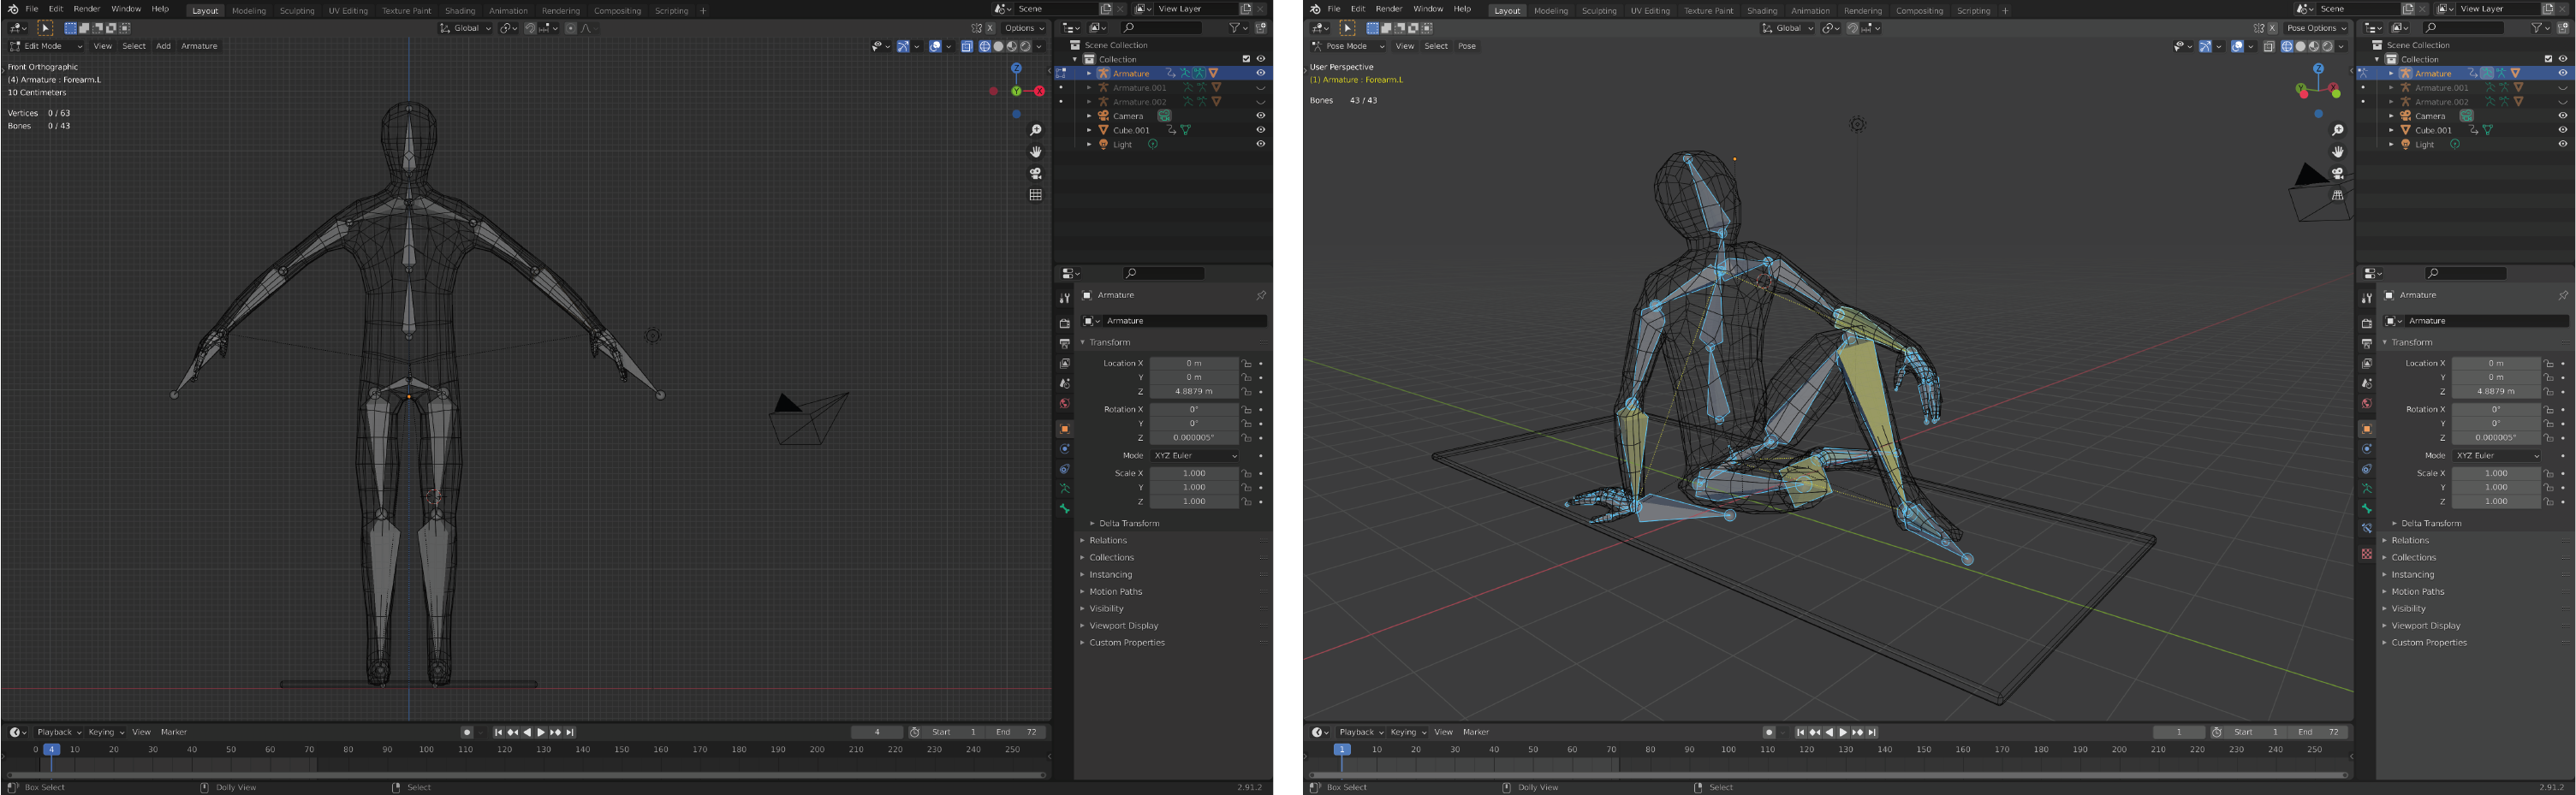 File Edit Render Window Help Layout Modeling Sculpting UV Editing Texture Paint Shading Animation Rendering Compositing Scripting + Scene View Layer
Global Options
Edit Mode View Select Add Armature
Front Orthographic
(4) Armature : Forearm.L
10 Centimeters
Vertices 0 / 63
Bones 0 / 43
Z
Y
X
Scene Collection
Collection
Armature
Armature.001
Armature.002
Camera
Cube.001
Light
Armature
Armature
Transform
Location X 0 m
Y 0 m
Z 4.8879 m
Rotation X 0°
Y 0°
Z 0.000005°
Mode XYZ Euler
Scale X 1.000
Y 1.000
Z 1.000
Delta Transform
Relations
Collections
Instancing
Motion Paths
Visibility
Viewport Display
Custom Properties
Playback Keying View Marker 4 Start 1 End 72
0 4 10 20 30 40 50 60 70 80 90 100 110 120 130 140 150 160 170 180 190 200 210 220 230 240 250
Box Select Dolly View Select 2.91.2
File Edit Render Window Help Layout Modeling Sculpting UV Editing Texture Paint Shading Animation Rendering Compositing Scripting + Scene View Layer
Global Pose Options
Pose Mode View Select Pose
User Perspective
(1) Armature : Forearm.L
Bones 43 / 43
Z
Y
Scene Collection
Collection
Armature
Armature.001
Armature.002
Camera
Cube.001
Light
Armature
Armature
Transform
Location X 0 m
Y 0 m
Z 4.8879 m
Rotation X 0°
Y 0°
Z 0.000005°
Mode XYZ Euler
Scale X 1.000
Y 1.000
Z 1.000
Delta Transform
Relations
Collections
Instancing
Motion Paths
Visibility
Viewport Display
Custom Properties
Playback Keying View Marker 1 Start 1 End 72
1 10 20 30 40 50 60 70 80 90 100 110 120 130 140 150 160 170 180 190 200 210 220 230 240 250
Box Select Dolly View Select 2.91.2